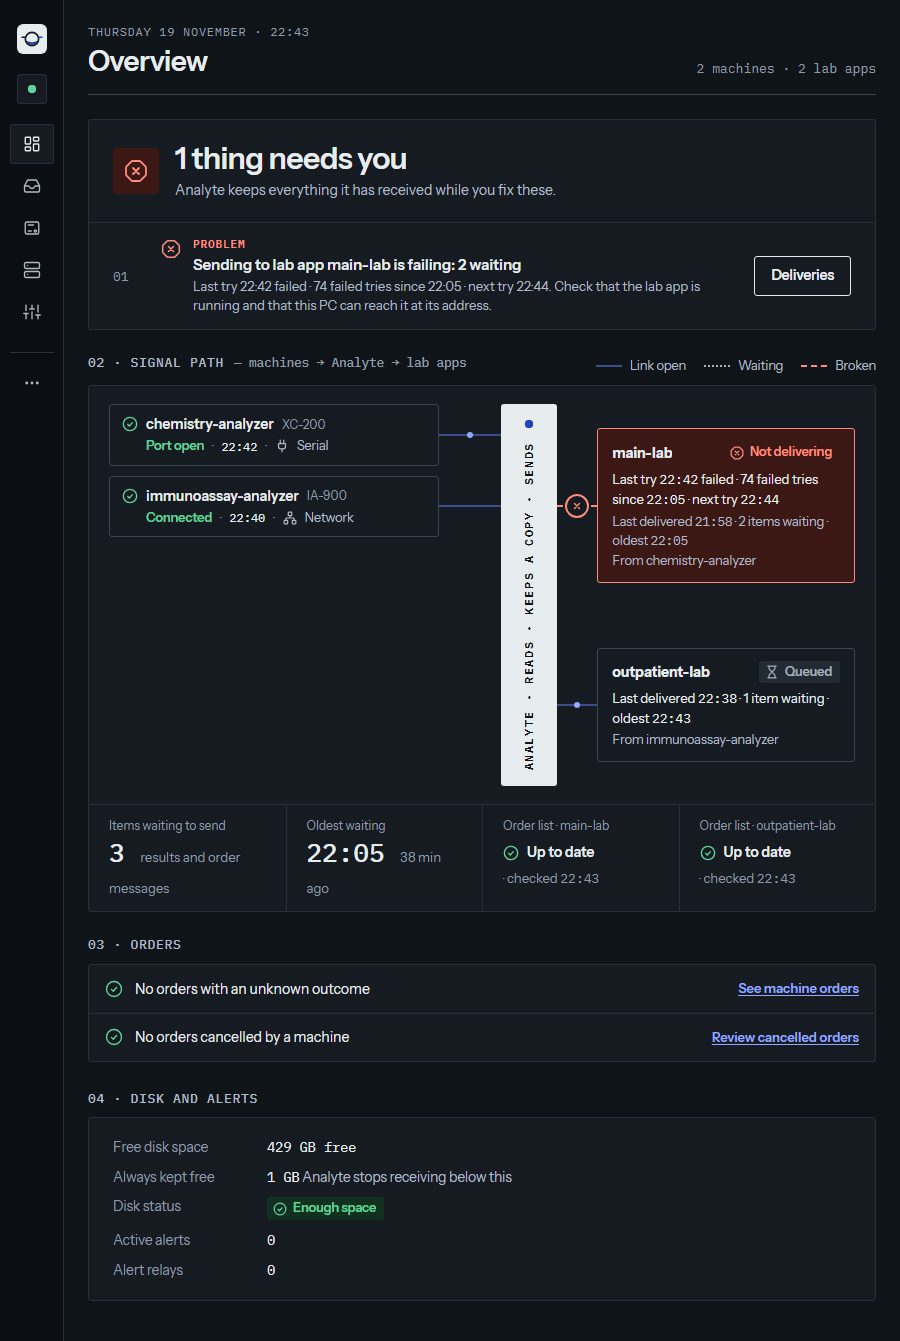 THURSDAY 19 NOVEMBER · 22:43
Overview
2 machines · 2 lab apps
1 thing needs you
Analyte keeps everything it has received while you fix these.
01
PROBLEM
Sending to lab app main-lab is failing: 2 waiting
Last try 22:42 failed · 74 failed tries since 22:05 · next try 22:44. Check that the lab app is
running and that this PC can reach it at its address.
Deliveries
02 · SIGNAL PATH — machines → Analyte → lab apps
Link open
Waiting
Broken
chemistry-analyzer XC-200
Port open · 22:42 · Serial
immunoassay-analyzer IA-900
Connected · 22:40 · Network
ANALYTE · READS · KEEPS A COPY · SENDS
main-lab
Not delivering
Last try 22:42 failed · 74 failed tries
since 22:05 · next try 22:44
Last delivered 21:58 · 2 items waiting ·
oldest 22:05
From chemistry-analyzer
outpatient-lab
Queued
Last delivered 22:38 · 1 item waiting ·
oldest 22:43
From immunoassay-analyzer
Items waiting to send
3 results and order
messages
Oldest waiting
22:05 38 min
ago
Order list · main-lab
Up to date
· checked 22:43
Order list · outpatient-lab
Up to date
· checked 22:43
03 · ORDERS
No orders with an unknown outcome
See machine orders
No orders cancelled by a machine
Review cancelled orders
04 · DISK AND ALERTS
Free disk space 429 GB free
Always kept free 1 GB Analyte stops receiving below this
Disk status Enough space
Active alerts 0
Alert relays 0